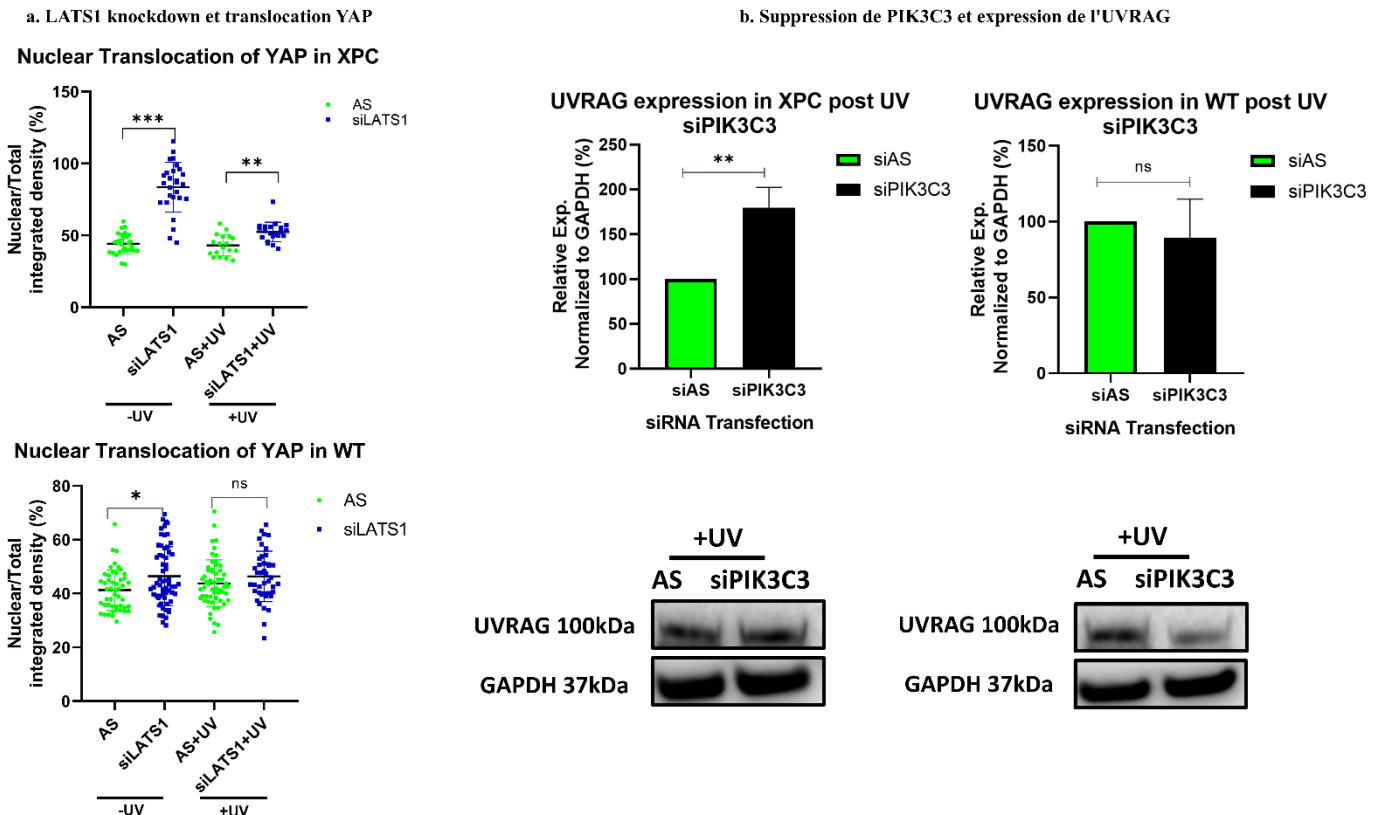 a. LATS1 knockdown et translocation YAP
Nuclear Translocation of YAP in XPC
Nuclear/Total
integrated density (%)
150
100
50
0
***
**
AS
siLATS1
AS
siLATS1
AS+UV
siLATS1+UV
-UV
+UV
Nuclear Translocation of YAP in WT
Nuclear/Total
integrated density (%)
80
60
40
20
0
*
ns
AS
siLATS1
AS
siLATS1
AS+UV
siLATS1+UV
-UV
+UV
b. Suppression de PIK3C3 et expression de l'UVRAG
UVRAG expression in XPC post UV
siPIK3C3
Relative Exp.
Normalized to GAPDH (%)
250
200
150
100
50
0
**
siAS
siPIK3C3
siAS
siPIK3C3
siRNA Transfection
UVRAG expression in WT post UV
siPIK3C3
Relative Exp.
Normalized to GAPDH (%)
150
100
50
0
ns
siAS
siPIK3C3
siAS
siPIK3C3
siRNA Transfection
+UV
AS siPIK3C3
UVRAG 100kDa
GAPDH 37kDa
+UV
AS siPIK3C3
UVRAG 100kDa
GAPDH 37kDa